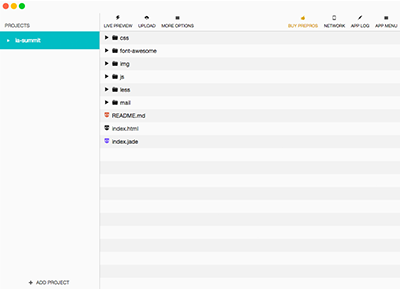 PROJECTS
LIVE PREVIEW
UPLOAD
MORE OPTIONS
BUY PREPROS
NETWORK
APP LOG
APP MENU
ia-summit
css
font-awesome
img
js
less
mail
README.md
index.html
index.jade
+ ADD PROJECT